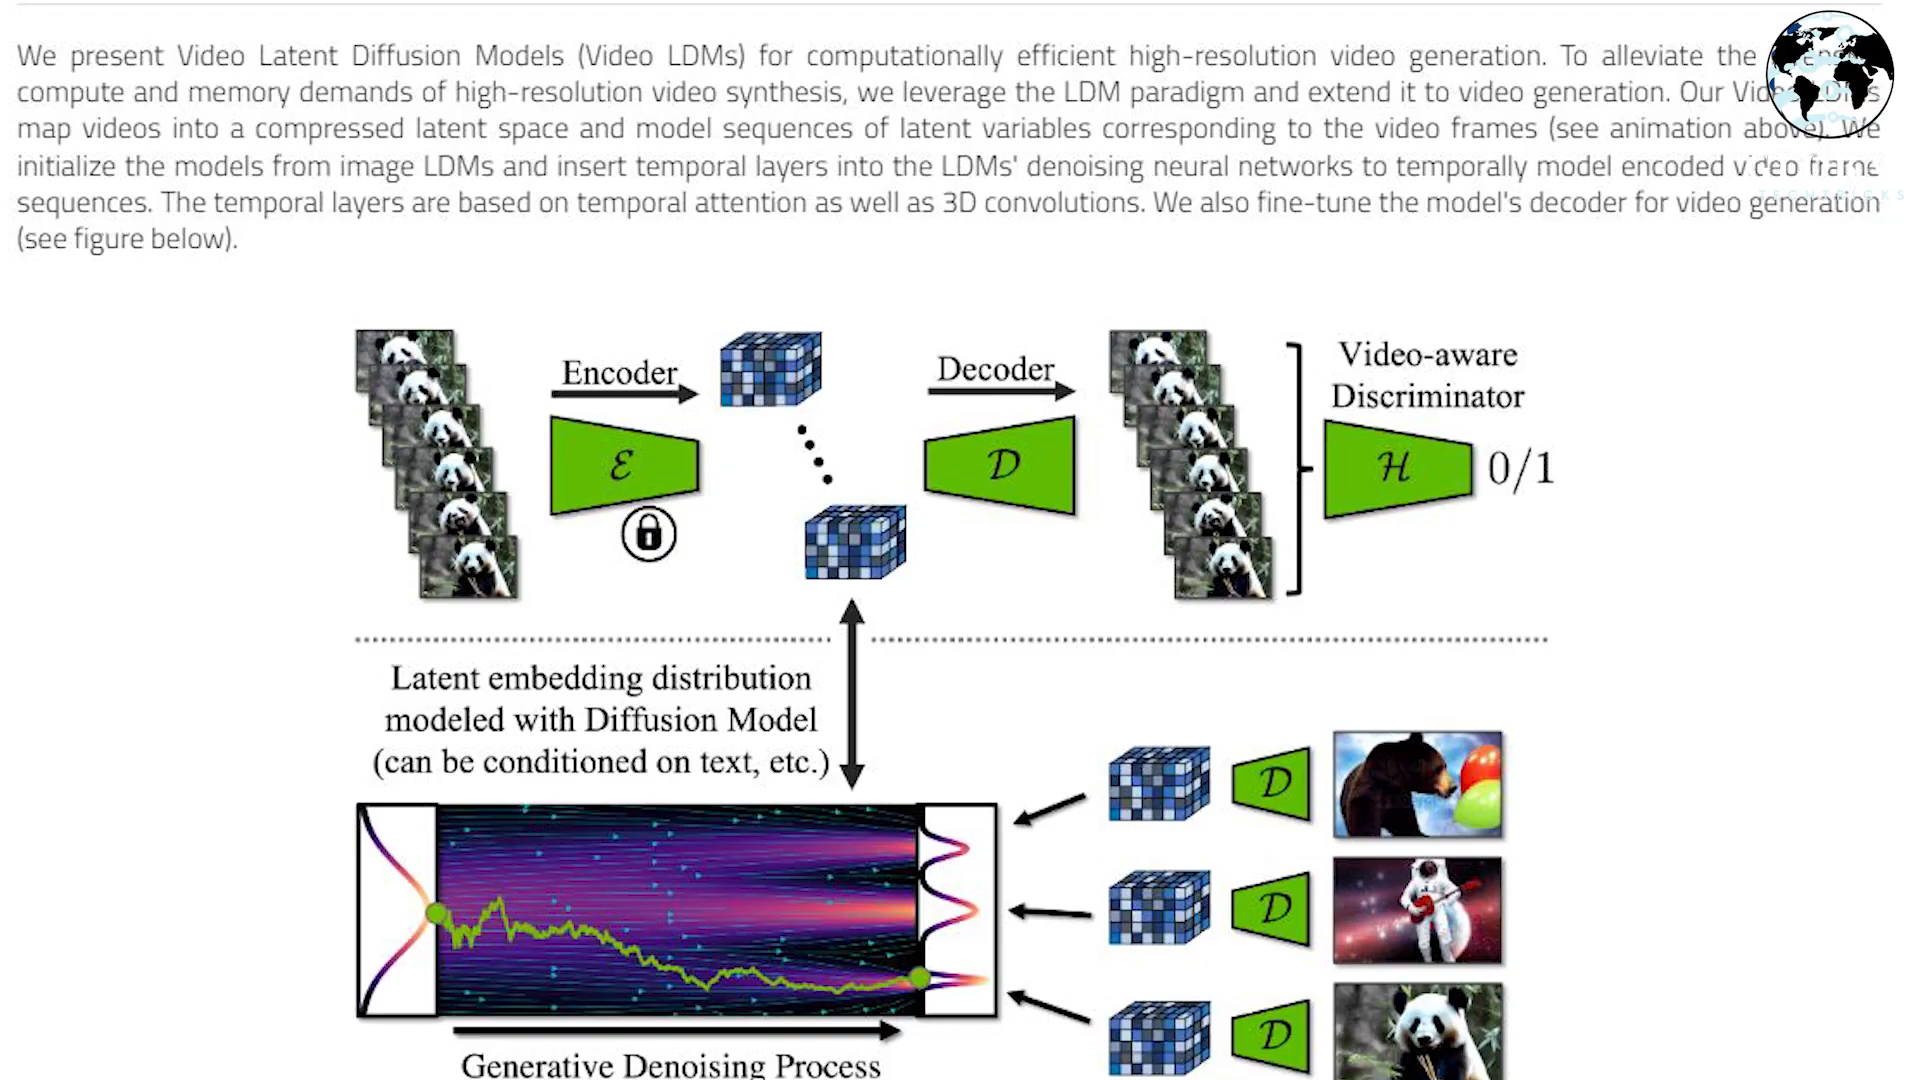 We present Video Latent Diffusion Models (Video LDMs) for computationally efficient high-resolution video generation. To alleviate the
compute and memory demands of high-resolution video synthesis, we leverage the LDM paradigm and extend it to video generation. Our Video LDMs
map videos into a compressed latent space and model sequences of latent variables corresponding to the video frames (see animation above). We
initialize the models from image LDMs and insert temporal layers into the LDMs' denoising neural networks to temporally model encoded video frame
sequences. The temporal layers are based on temporal attention as well as 3D convolutions. We also fine-tune the model's decoder for video generation
(see figure below).
Encoder
Decoder
Video-aware
Discriminator
ℰ
𝒟
ℋ
0/1
Latent embedding distribution
modeled with Diffusion Model
(can be conditioned on text, etc.)
𝒟
𝒟
𝒟
Generative Denoising Process